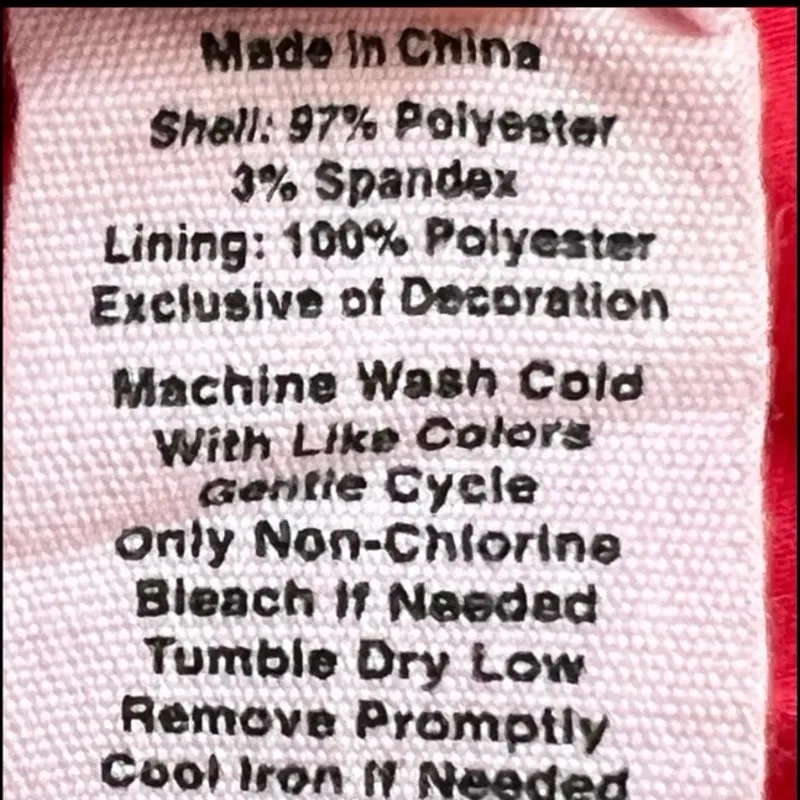 Made in China
Shell: 97% Polyester
3% Spandex
Lining: 100% Polyester
Exclusive of Decoration
Machine Wash Cold
With Like Colors
Gentle Cycle
Only Non-Chlorine
Bleach If Needed
Tumble Dry Low
Remove Promptly
Cool Iron If Needed